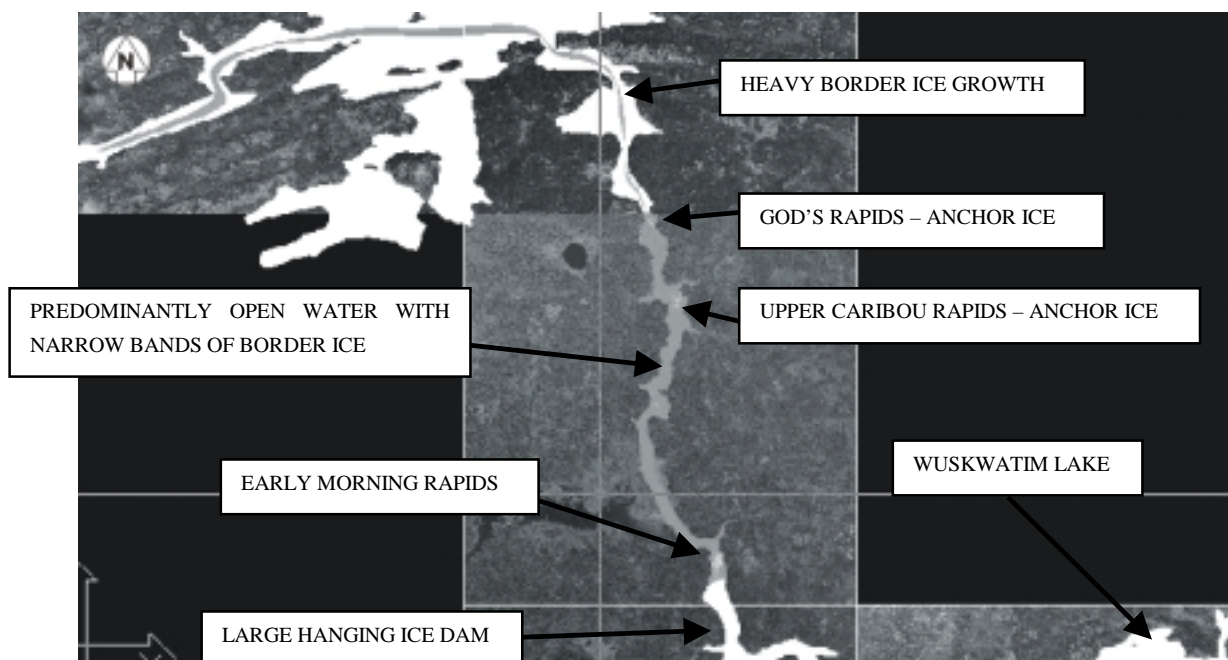 N
HEAVY BORDER ICE GROWTH
GOD'S RAPIDS – ANCHOR ICE
PREDOMINANTLY OPEN WATER WITH
NARROW BANDS OF BORDER ICE
UPPER CARIBOU RAPIDS – ANCHOR ICE
WUSKWATIM LAKE
EARLY MORNING RAPIDS
LARGE HANGING ICE DAM